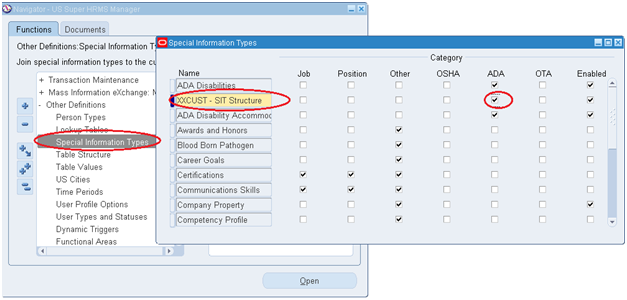 Navigator - US Super HRMS Manager
Functions
Documents
Other Definitions:Special Information Ty
Join special information types to the cu
+ Transaction Maintenance
+ Mass Information eXchange: M
- Other Definitions
Person Types
Lookup Tables
Special Information Types
Table Structure
Table Values
US Cities
Time Periods
User Profile Options
User Types and Statuses
Dynamic Triggers
Functional Areas
Open
Special Information Types
Category
Name Job Position Other OSHA ADA OTA Enabled
ADA Disabilities
XXCUST - SIT Structure
ADA Disability Accommod
Awards and Honors
Blood Born Pathogen
Career Goals
Certifications
Communications Skills
Company Property
Competency Profile